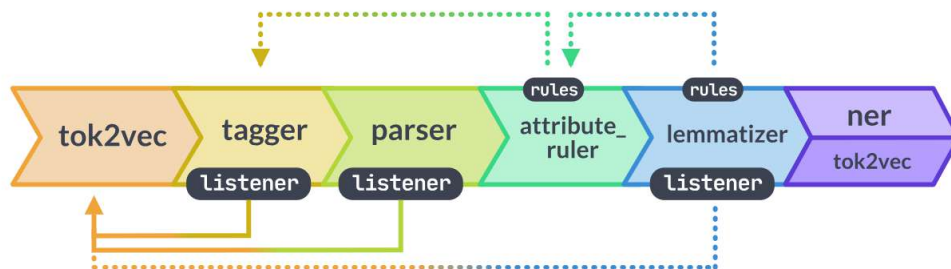 rules
rules
tok2vec
tagger
parser
attribute_
ruler
lemmatizer
ner
tok2vec
listener
listener
listener